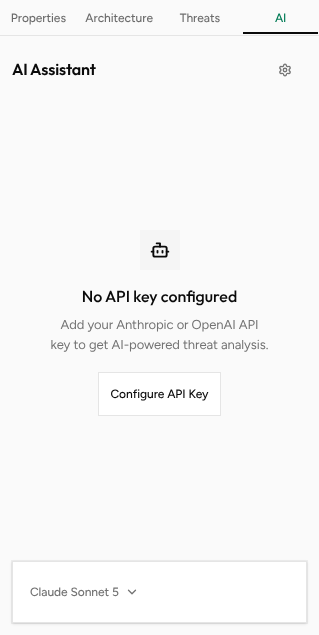 Properties Architecture Threats AI
AI Assistant
No API key configured
Add your Anthropic or OpenAI API
key to get AI-powered threat analysis.
Configure API Key
Claude Sonnet 5